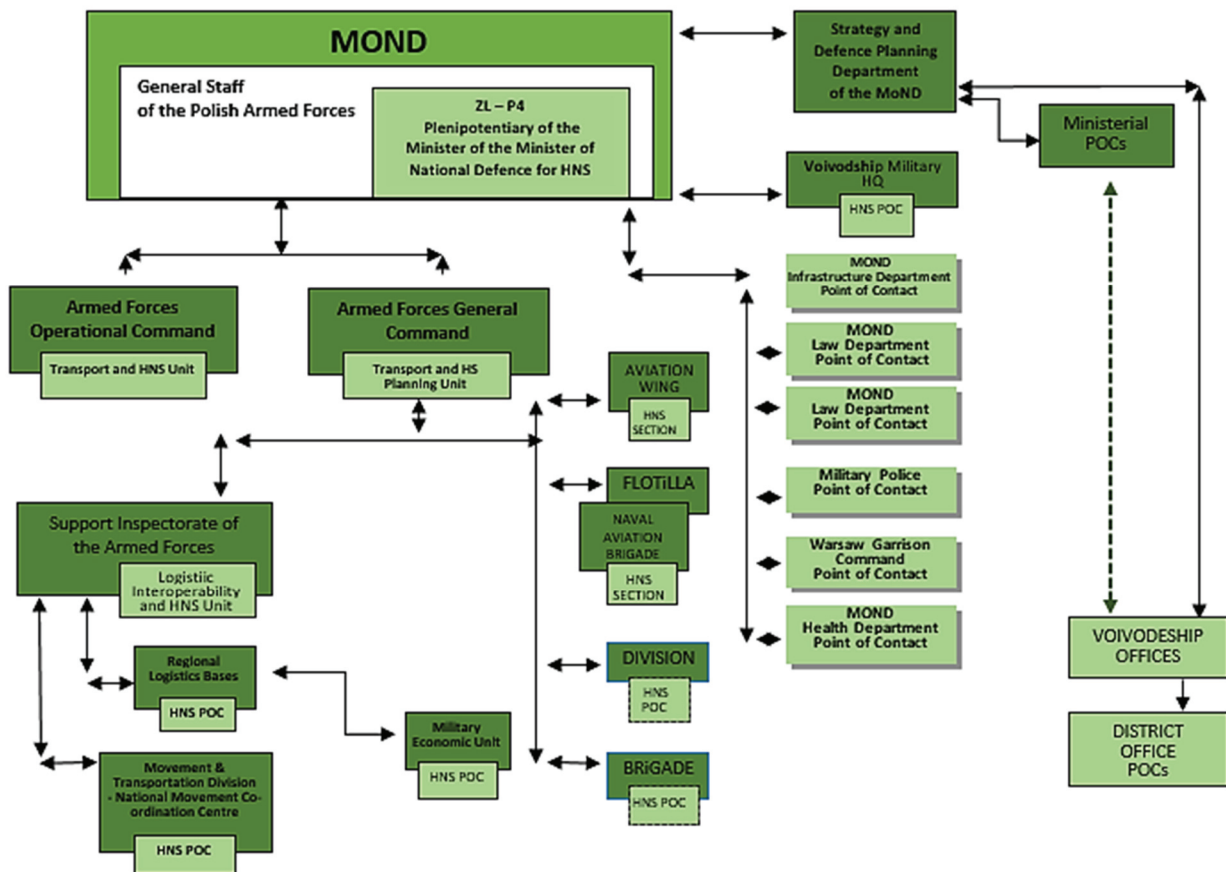 MOND
General Staff
of the Polish Armed Forces
ZL – P4
Plenipotentiary of the
Minister of the Minister of
National Defence for HNS
Strategy and
Defence Planning
Department
of the MoND
Ministerial
POCs
Voivodship Military
HQ
HNS POC
MOND
Infrastructure Department
Point of Contact
MOND
Law Department
Point of Contact
MOND
Law Department
Point of Contact
Military Police
Point of Contact
Warsaw Garrison
Command
Point of Contact
MOND
Health Department
Point of Contact
Armed Forces
Operational Command
Transport and HNS Unit
Armed Forces General
Command
Transport and HS
Planning Unit
AVIATION
WING
HNS
SECTION
FLOTiLLA
NAVAL
AVIATION
BRIGADE
HNS
SECTION
DIVISION
HNS
POC
BRiGADE
HNS POC
Support Inspectorate of
the Armed Forces
Logistiic
Interoperability
and HNS Unit
Regional
Logistics Bases
HNS POC
Military
Economic Unit
HNS POC
Movement &
Transportation Division
- National Movement Co-
ordination Centre
HNS POC
VOIVODESHIP
OFFICES
DISTRICT
OFFICE
POCs